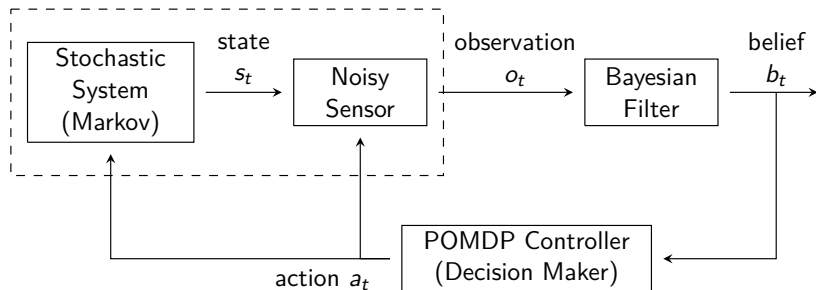 Stochastic
System
(Markov)
state
s_t
Noisy
Sensor
observation
o_t
Bayesian
Filter
belief
b_t
POMDP Controller
(Decision Maker)
action a_t